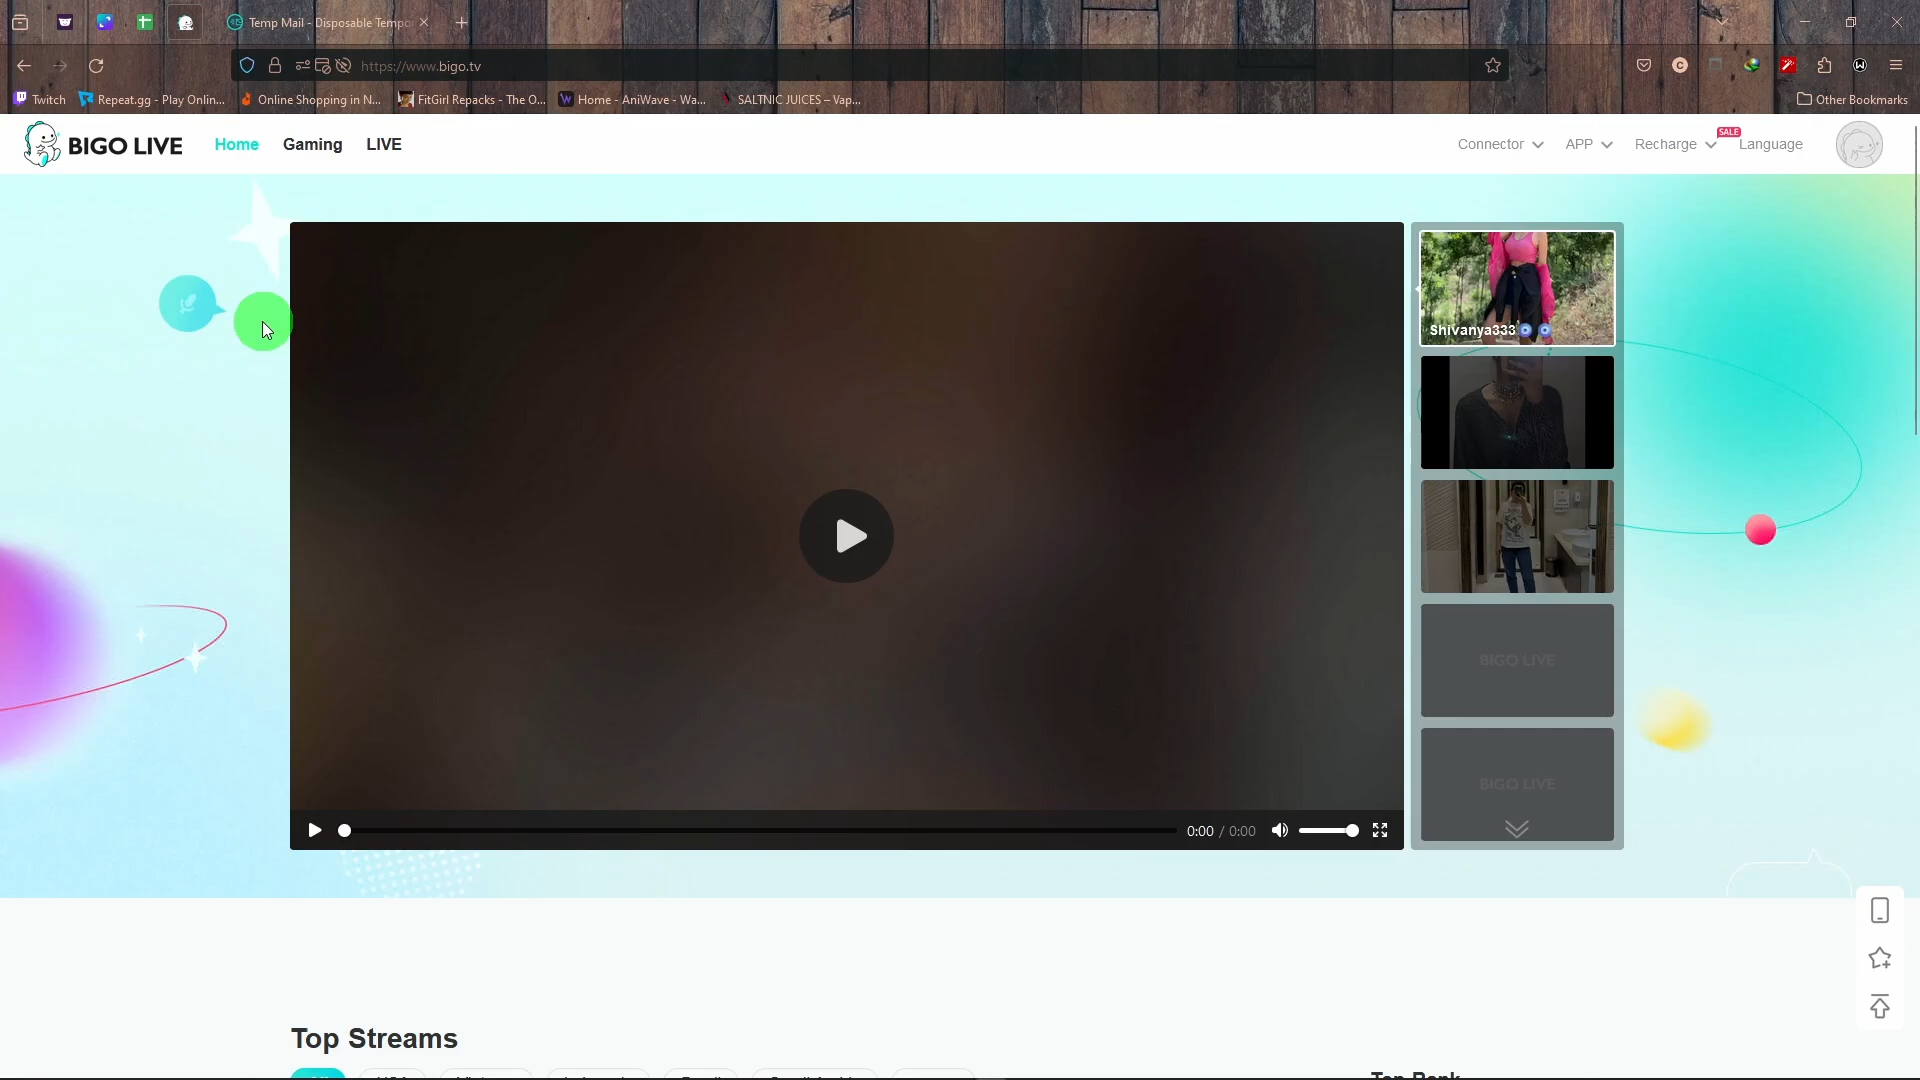 Temp Mail - Disposable Tempo
https://www.bigo.tv
Twitch
Repeat.gg - Play Onlin...
Online Shopping in N...
FitGirl Repacks - The O...
Home - AniWave - Wa...
SALTNIC JUICES – Vap...
Other Bookmarks
BIGO LIVE
Home
Gaming
LIVE
Connector
APP
Recharge
SALE
Language
Shivanya333
BIGO LIVE
BIGO LIVE
0:00 / 0:00
Top Streams